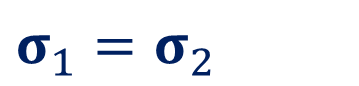 σ₁ = σ₂